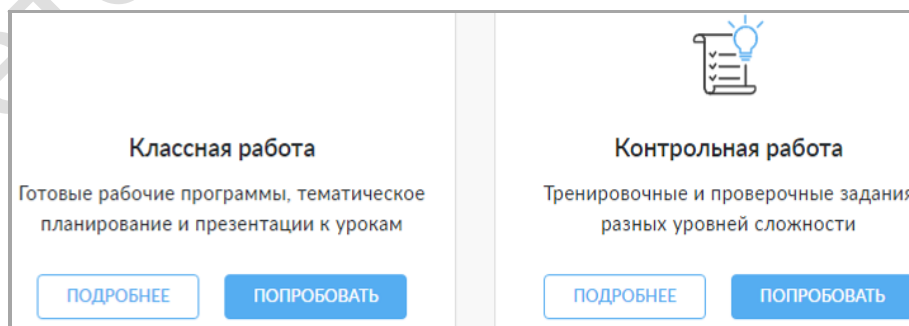 Классная работа
Готовые рабочие программы, тематическое
планирование и презентации к урокам
ПОДРОБНЕЕ
ПОПРОБОВАТЬ
Контрольная работа
Тренировочные и проверочные задания
разных уровней сложности
ПОДРОБНЕЕ
ПОПРОБОВАТЬ